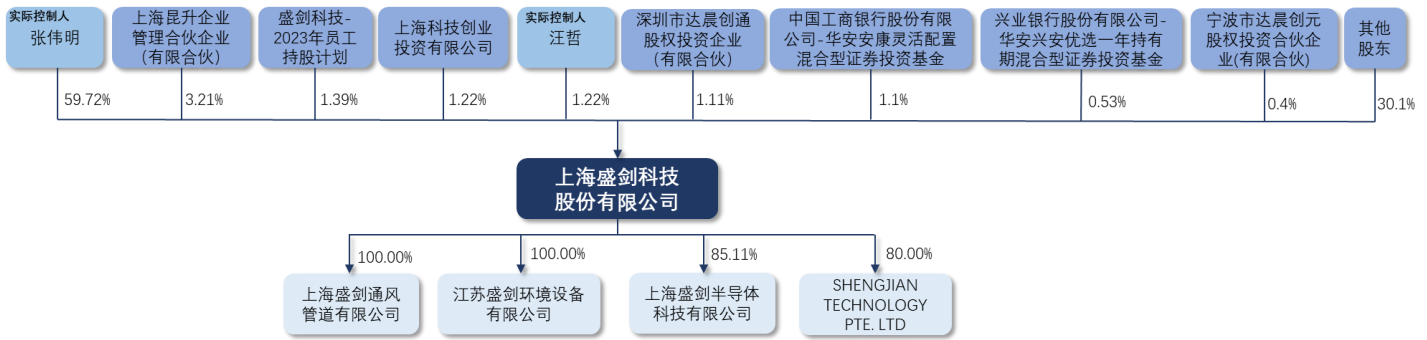 实际控制人
张伟明
上海昆升企业
管理合伙企业
（有限合伙）
盛剑科技-
2023年员工
持股计划
上海科技创业
投资有限公司
实际控制人
汪哲
深圳市达晨创通
股权投资企业
（有限合伙）
中国工商银行股份有限
公司-华安安康灵活配置
混合型证券投资基金
兴业银行股份有限公司-
华安兴安优选一年持有
期混合型证券投资基金
宁波市达晨创元
股权投资合伙企
业(有限合伙)
其他
股东
59.72%
3.21%
1.39%
1.22%
1.22%
1.11%
1.1%
0.53%
0.4%
30.1%
上海盛剑科技
股份有限公司
100.00%
100.00%
85.11%
80.00%
上海盛剑通风
管道有限公司
江苏盛剑环境设备
有限公司
上海盛剑半导体
科技有限公司
SHENGJIAN
TECHNOLOGY
PTE. LTD